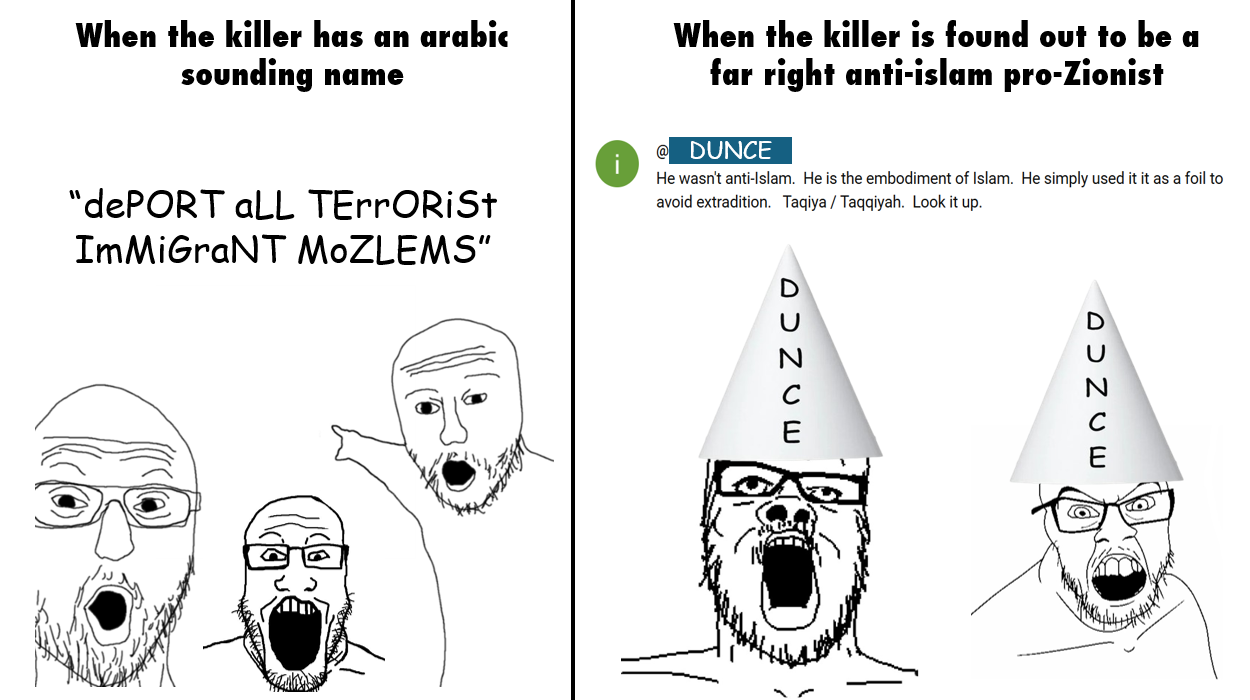 When the killer has an arabic
sounding name
“dePORT aLL TErrORiSt
ImMiGraNT MoZLEMS”
When the killer is found out to be a
far right anti-islam pro-Zionist
i
@DUNCE
He wasn't anti-Islam. He is the embodiment of Islam. He simply used it it as a foil to
avoid extradition. Taqiya / Taqqiyah. Look it up.
D
U
N
C
E
D
U
N
C
E